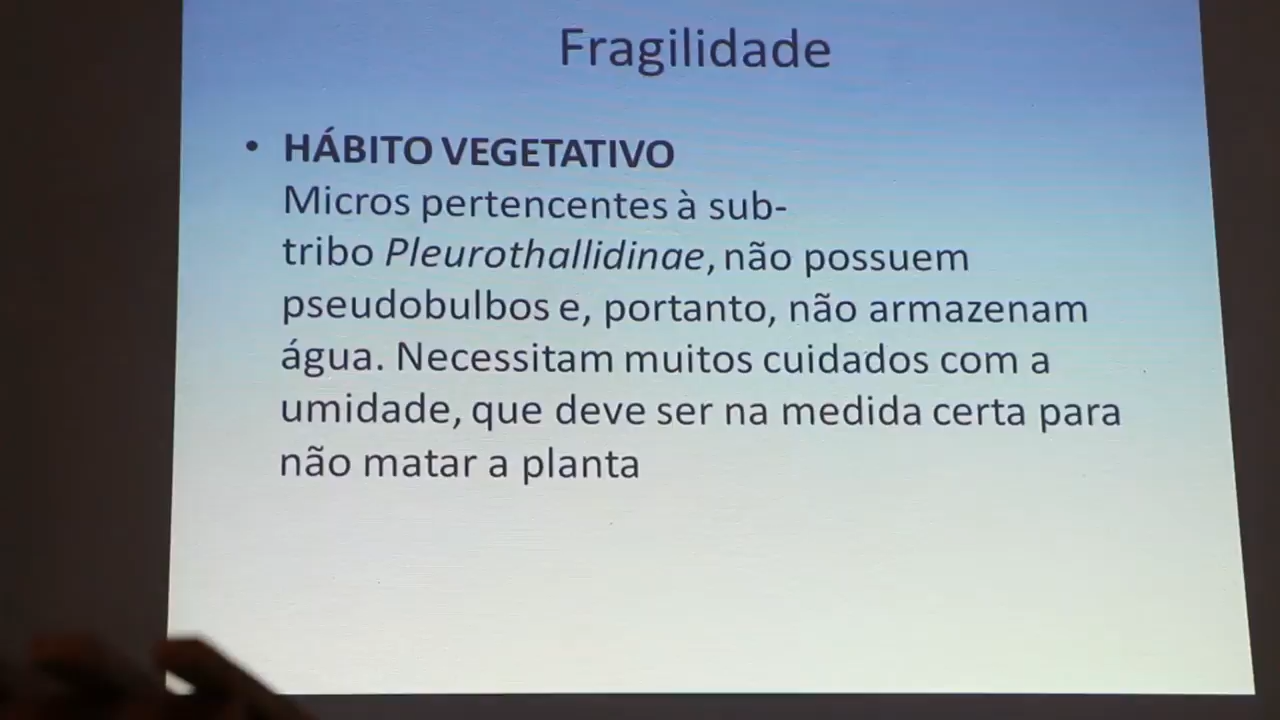 Fragilidade
• HÁBITO VEGETATIVO
Micros pertencentes à sub-
tribo Pleurothallidinae, não possuem
pseudobulbos e, portanto, não armazenam
água. Necessitam muitos cuidados com a
umidade, que deve ser na medida certa para
não matar a planta